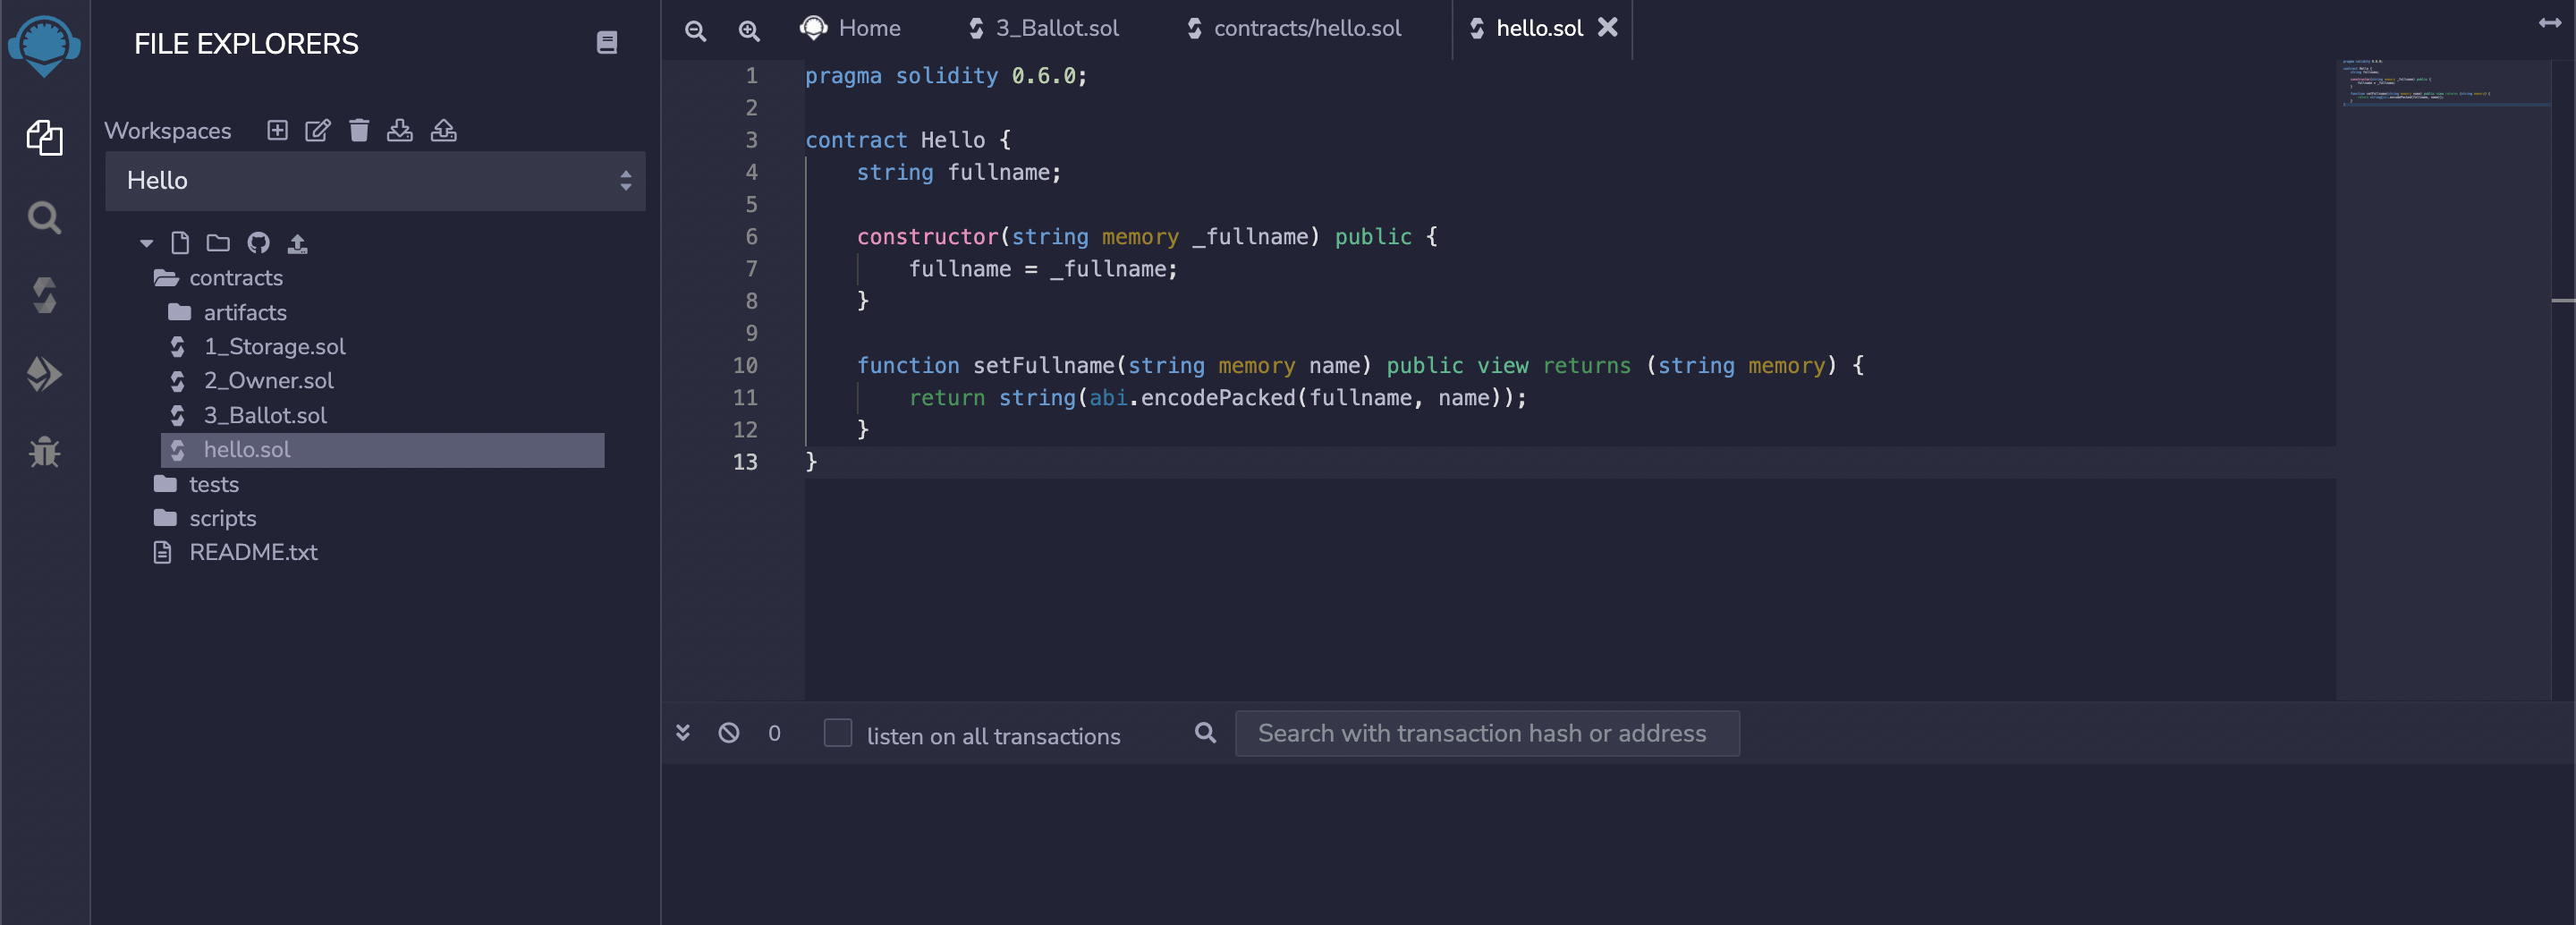 FILE EXPLORERS
Workspaces
Hello
contracts
artifacts
1_Storage.sol
2_Owner.sol
3_Ballot.sol
hello.sol
tests
scripts
README.txt
Home
3_Ballot.sol
contracts/hello.sol
hello.sol
1 pragma solidity 0.6.0;
2
3 contract Hello {
4     string fullname;
5
6     constructor(string memory _fullname) public {
7         fullname = _fullname;
8     }
9
10     function setFullname(string memory name) public view returns (string memory) {
11         return string(abi.encodePacked(fullname, name));
12     }
13 }
0
listen on all transactions
Search with transaction hash or address